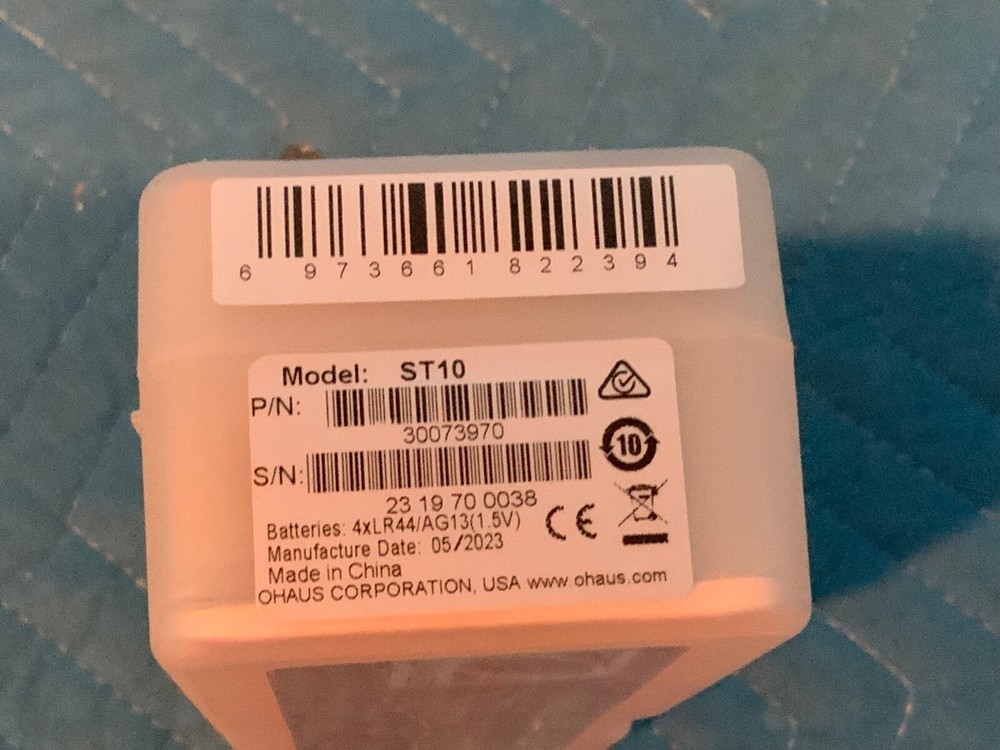 6 973661 822394
Model: ST10
P/N:
30073970
S/N:
23 19 70 0038
Batteries: 4xLR44/AG13(1.5V)
Manufacture Date: 05/2023
Made in China
OHAUS CORPORATION, USA www.ohaus.com
10
CE